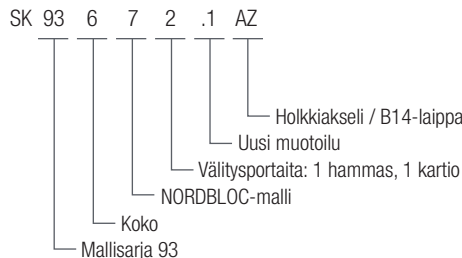 SK 93 6 7 2 .1 AZ
Holkkiakseli / B14-laippa
Uusi muotoilu
Välitysportaita: 1 hammas, 1 kartio
NORDBLOC-malli
Koko
Mallisarja 93